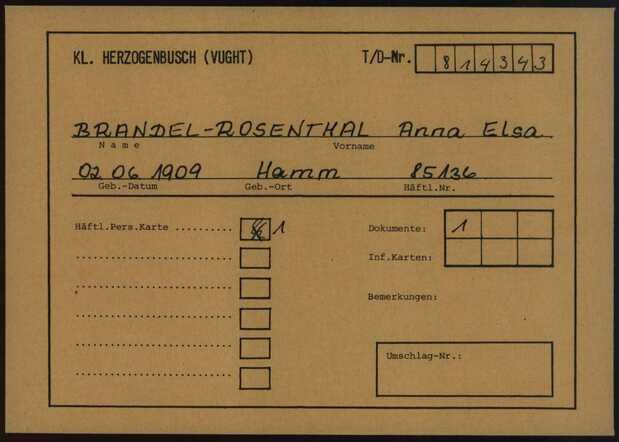 KL. HERZOGENBUSCH (VUGHT) T/D-Nr. 814343
BRANDEL-ROSENTHAL Anna Elsa
Name Vorname
02 06 1909 Hamm 85136
Geb.-Datum Geb.-Ort Häftl.Nr.
Häftl.Pers.Karte .......... 1 Dokumente: 1
Inf.Karten:
Bemerkungen:
Umschlag-Nr.: